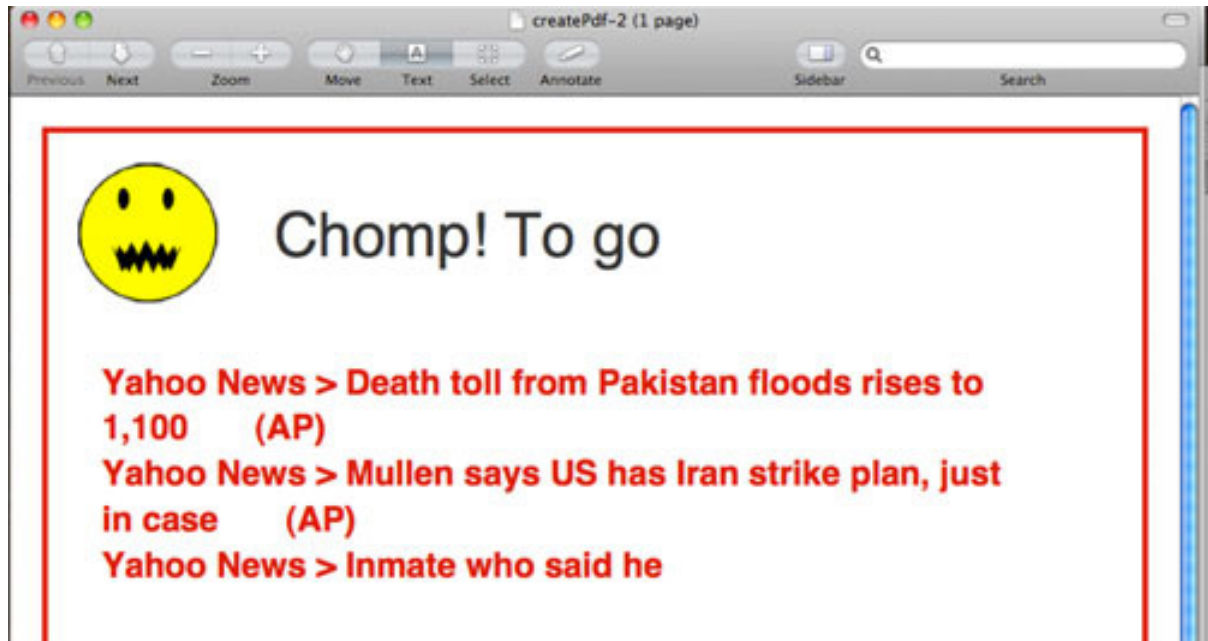 createPdf-2 (1 page)
Previous Next Zoom Move Text Select Annotate Sidebar Search
Chomp! To go
Yahoo News > Death toll from Pakistan floods rises to
1,100 (AP)
Yahoo News > Mullen says US has Iran strike plan, just
in case (AP)
Yahoo News > Inmate who said he